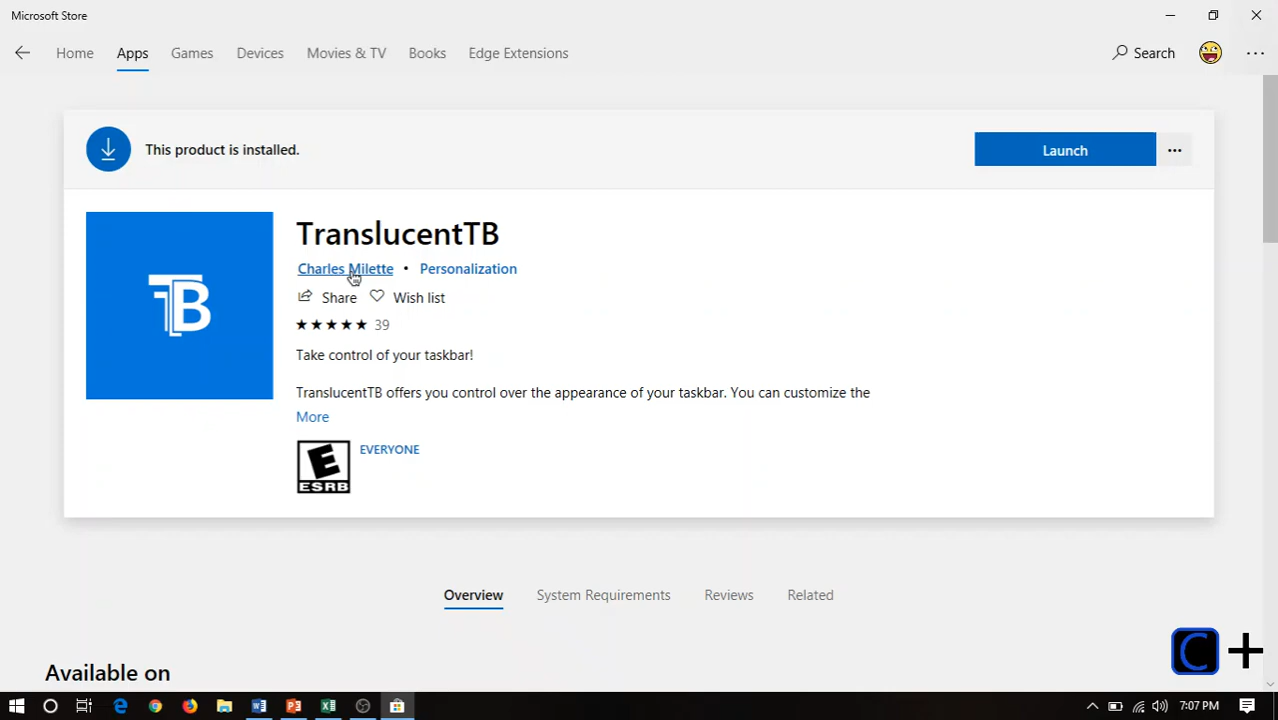 Microsoft Store
Home Apps Games Devices Movies & TV Books Edge Extensions Search
This product is installed.
Launch
TB
TranslucentTB
Charles Milette • Personalization
Share Wish list
39
Take control of your taskbar!
TranslucentTB offers you control over the appearance of your taskbar. You can customize the
More
E
ESRB
EVERYONE
Overview System Requirements Reviews Related
C
Available on
7:07 PM